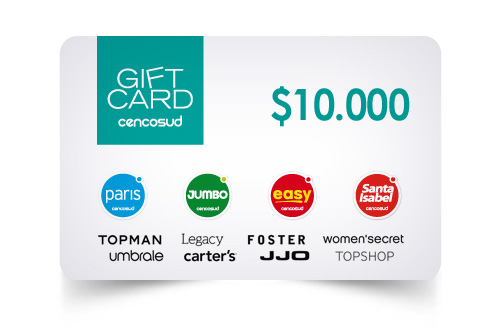 GIFT
CARD
cencosud
$10.000
paris
cencosud
JUMBO
cencosud
easy
cencosud
Santa
Isabel
cencosud
TOPMAN Legacy FOSTER women'secret
umbrale carter's JJO TOPSHOP